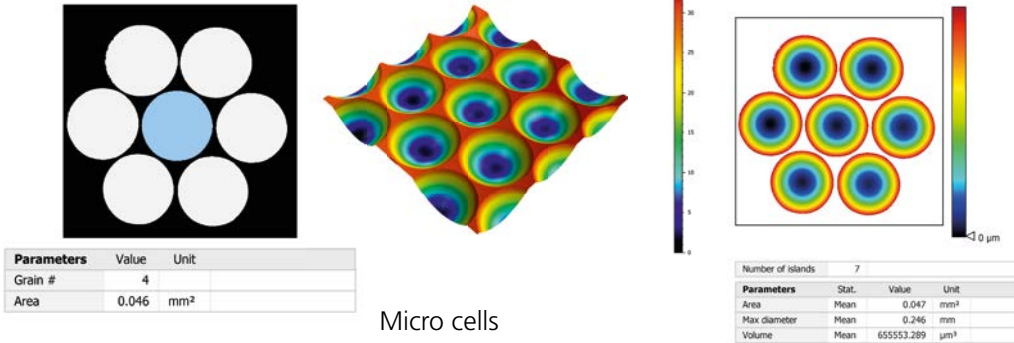 Parameters Value Unit
Grain # 4
Area 0.046 mm²
30
25
20
15
10
5
0
Micro cells
0 µm
Number of islands 7
Parameters Stat. Value Unit
Area Mean 0.047 mm²
Max diameter Mean 0.246 mm
Volume Mean 655553.289 µm³